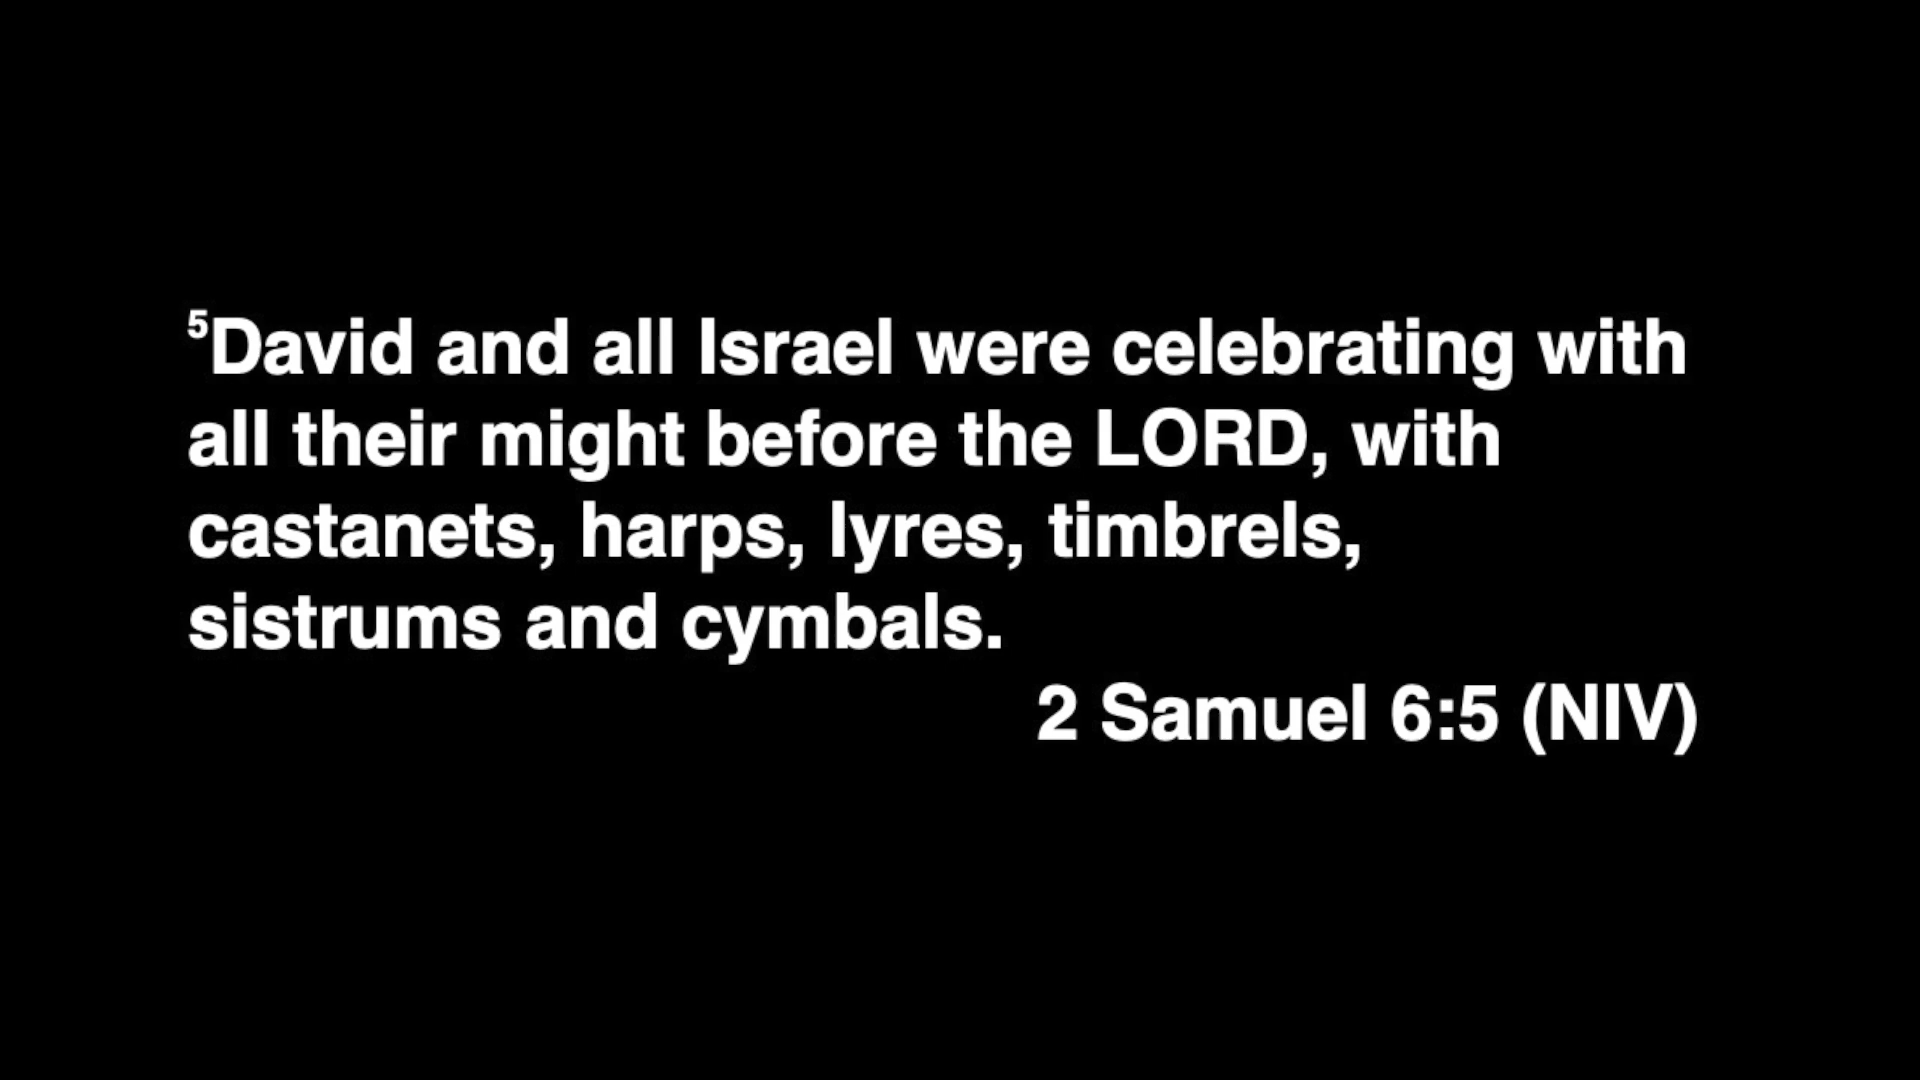 ⁵David and all Israel were celebrating with
all their might before the LORD, with
castanets, harps, lyres, timbrels,
sistrums and cymbals.
2 Samuel 6:5 (NIV)